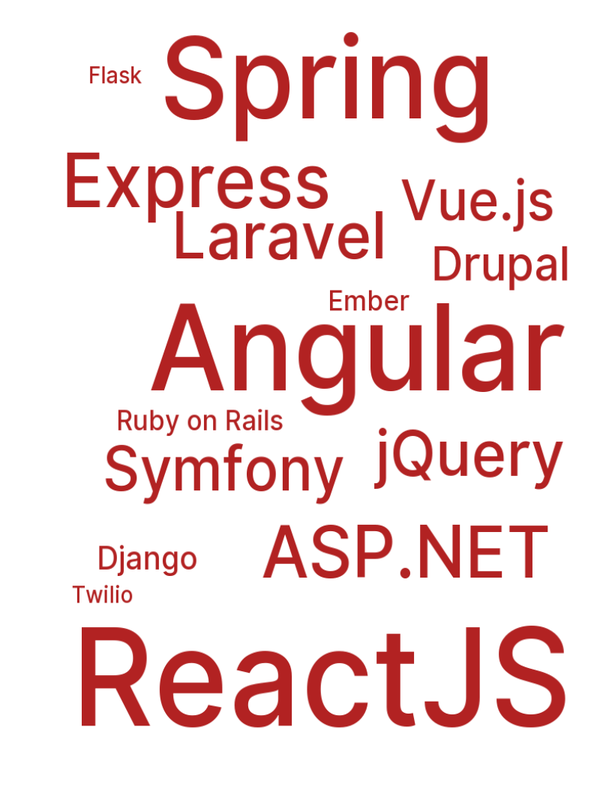 Flask
Spring
Express
Vue.js
Laravel
Drupal
Ember
Angular
Ruby on Rails
jQuery
Symfony
ASP.NET
Django
Twilio
ReactJS